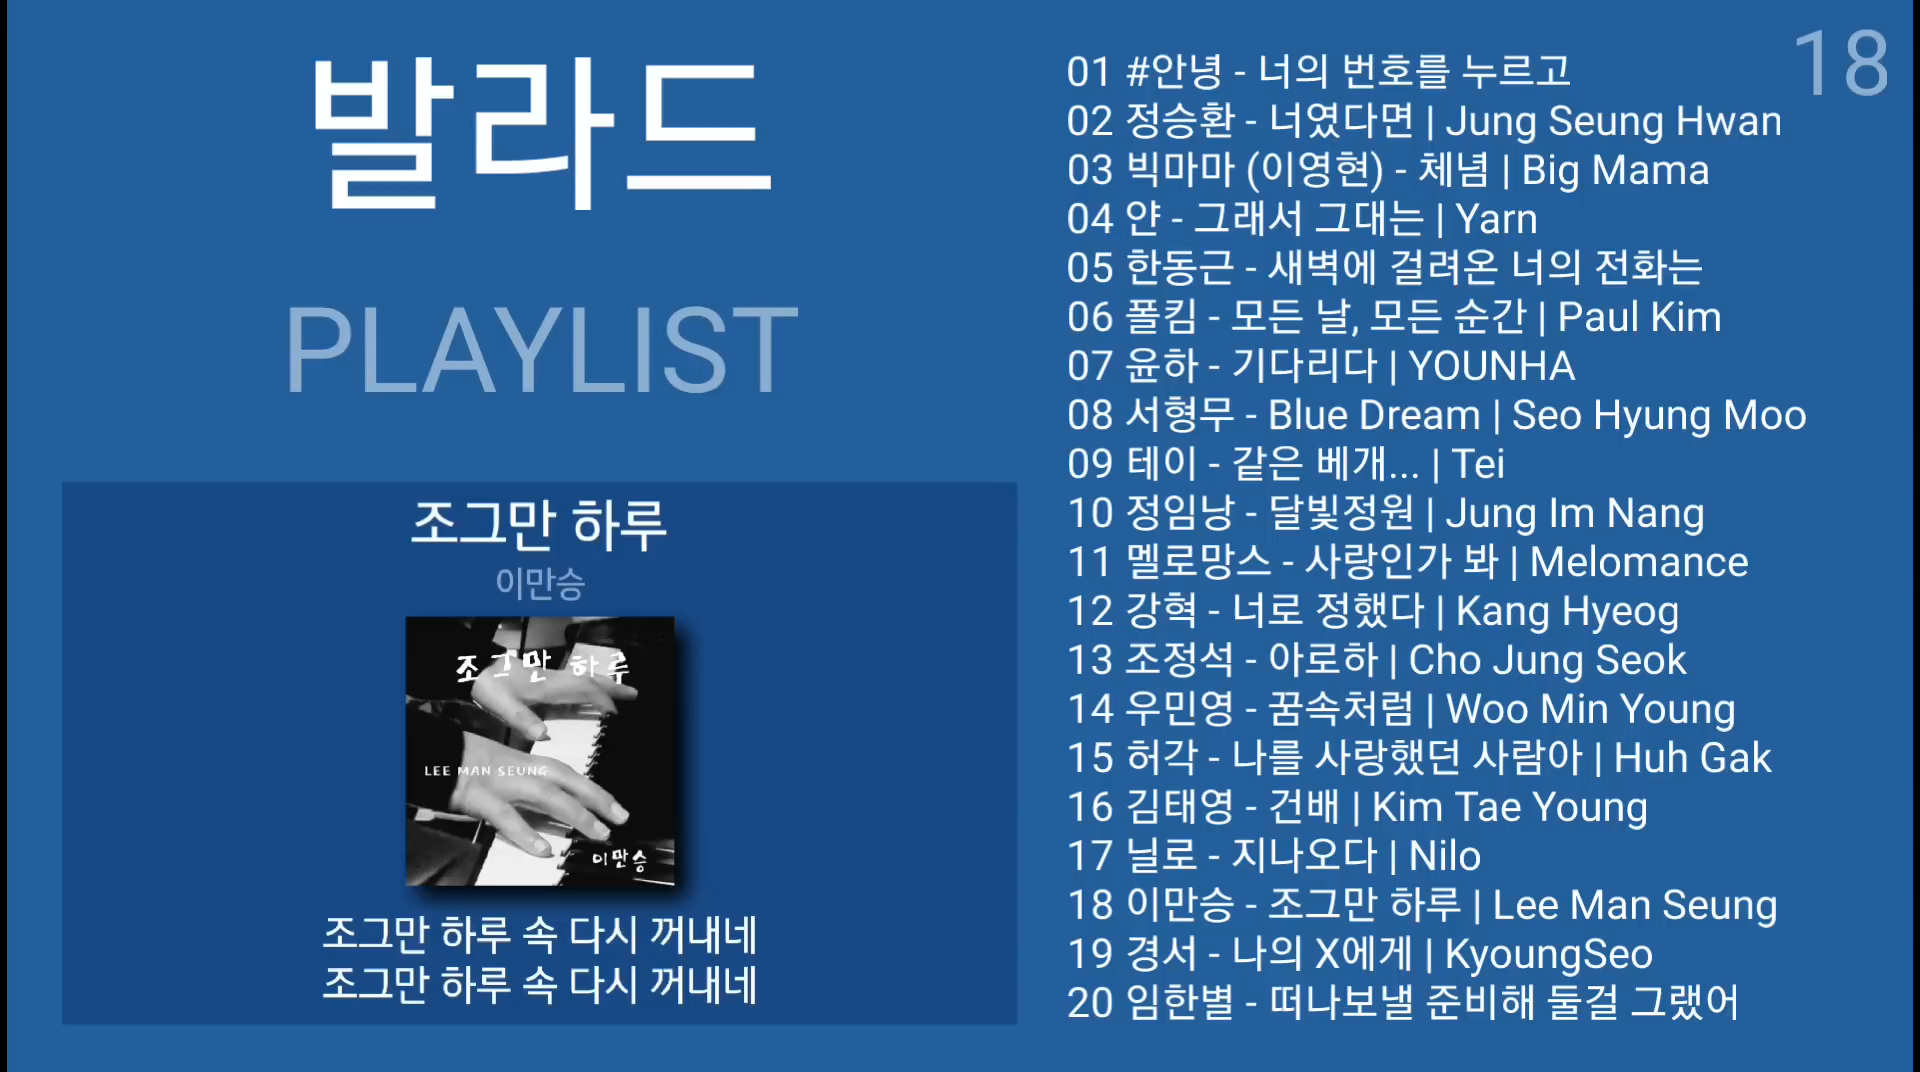 발라드
PLAYLIST
조그만 하루
이만승
조그만 하루
LEE MAN SEUNG
이만승
조그만 하루 속 다시 꺼내네
조그만 하루 속 다시 꺼내네
18
01 #안녕 - 너의 번호를 누르고
02 정승환 - 너였다면 | Jung Seung Hwan
03 빅마마 (이영현) - 체념 | Big Mama
04 얀 - 그래서 그대는 | Yarn
05 한동근 - 새벽에 걸려온 너의 전화는
06 폴킴 - 모든 날, 모든 순간 | Paul Kim
07 윤하 - 기다리다 | YOUNHA
08 서형무 - Blue Dream | Seo Hyung Moo
09 테이 - 같은 베개... | Tei
10 정임낭 - 달빛정원 | Jung Im Nang
11 멜로망스 - 사랑인가 봐 | Melomance
12 강혁 - 너로 정했다 | Kang Hyeog
13 조정석 - 아로하 | Cho Jung Seok
14 우민영 - 꿈속처럼 | Woo Min Young
15 허각 - 나를 사랑했던 사람아 | Huh Gak
16 김태영 - 건배 | Kim Tae Young
17 닐로 - 지나오다 | Nilo
18 이만승 - 조그만 하루 | Lee Man Seung
19 경서 - 나의 X에게 | KyoungSeo
20 임한별 - 떠나보낼 준비해 둘걸 그랬어